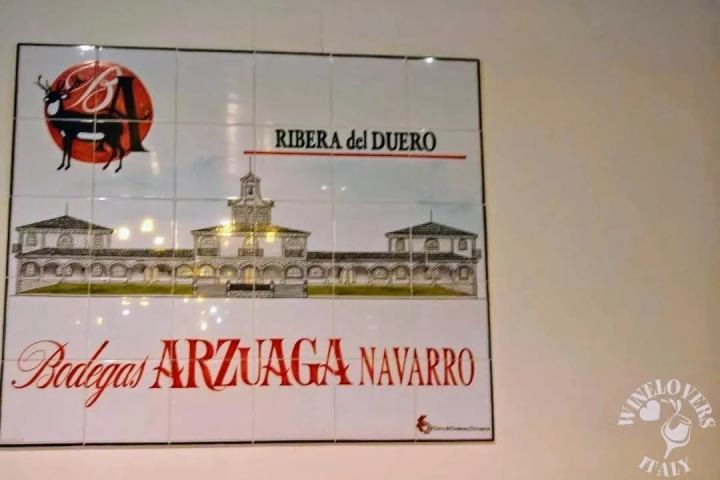 BA
RIBERA del DUERO
Bodegas ARZUAGA NAVARRO
WINELOVERS
ITALY